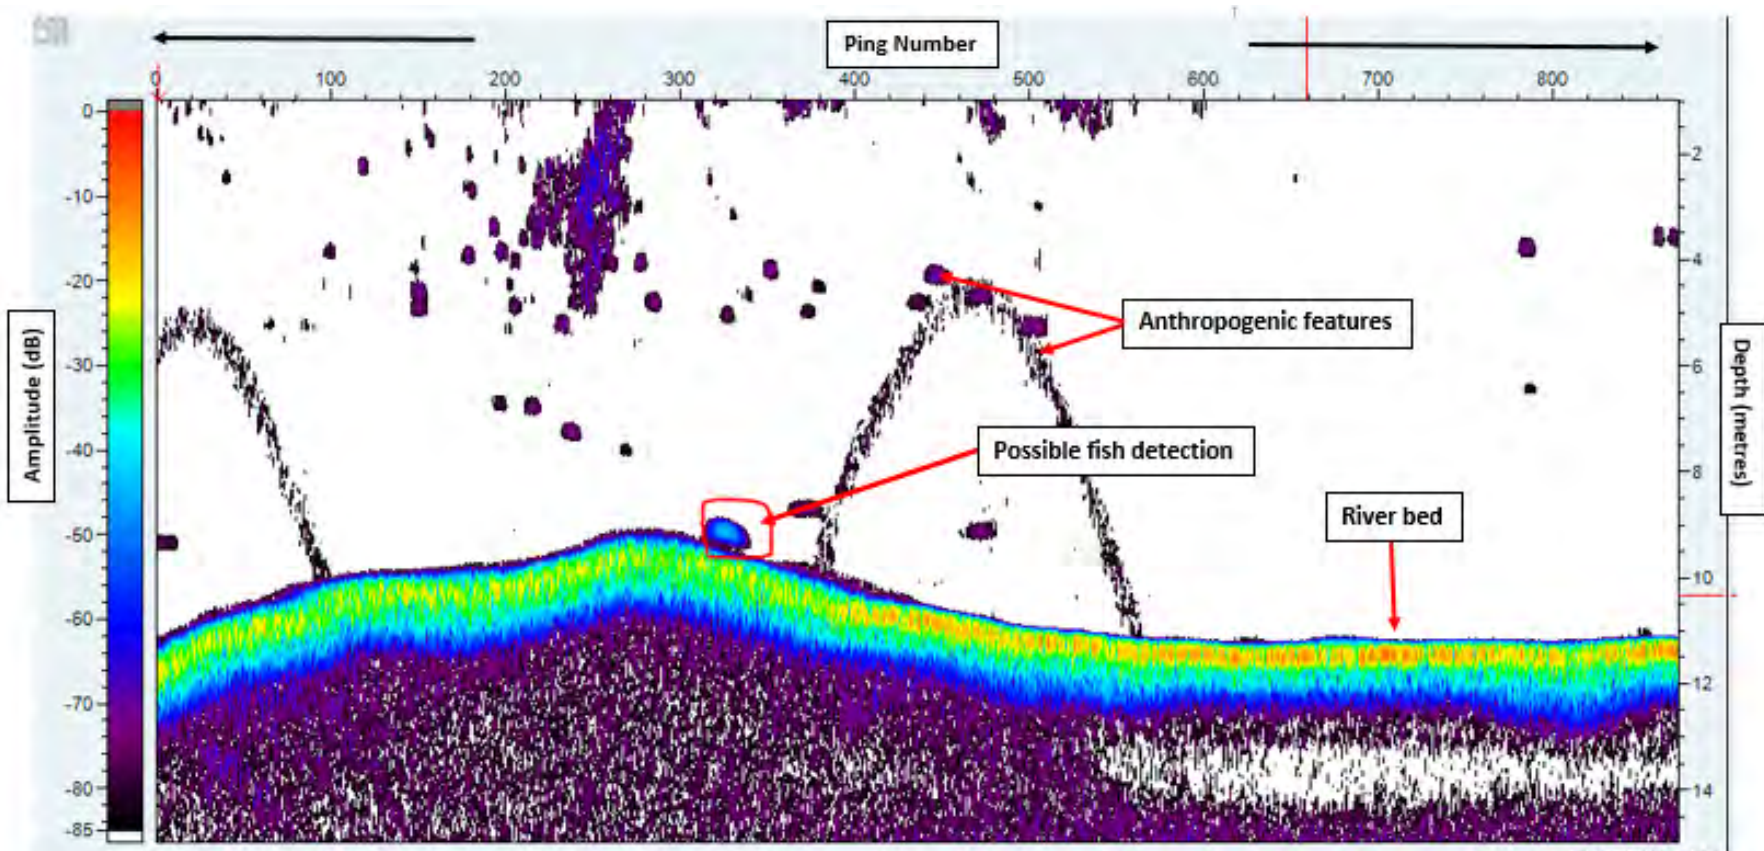 Ping Number
0 100 200 300 400 500 600 700 800
0
-10
-20
-30
-40
-50
-60
-70
-80
-85
Amplitude (dB)
Anthropogenic features
Possible fish detection
River bed
2
4
6
8
10
12
14
Depth (metres)